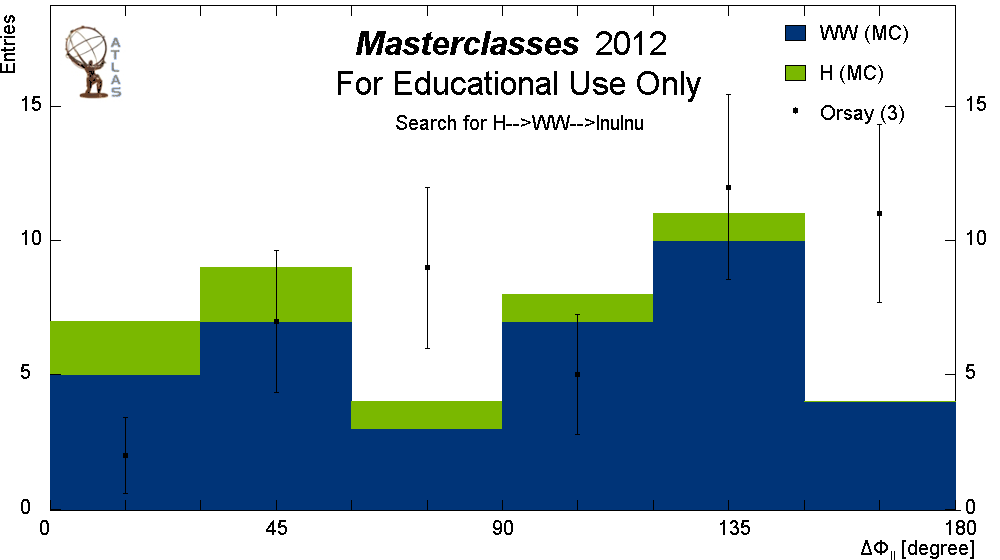 Entries
ATLAS
Masterclasses 2012
For Educational Use Only
Search for H-->WW-->lnulnu
WW (MC)
H (MC)
Orsay (3)
15
15
10
10
5
5
0
0
0
45
90
135
180
ΔΦll [degree]